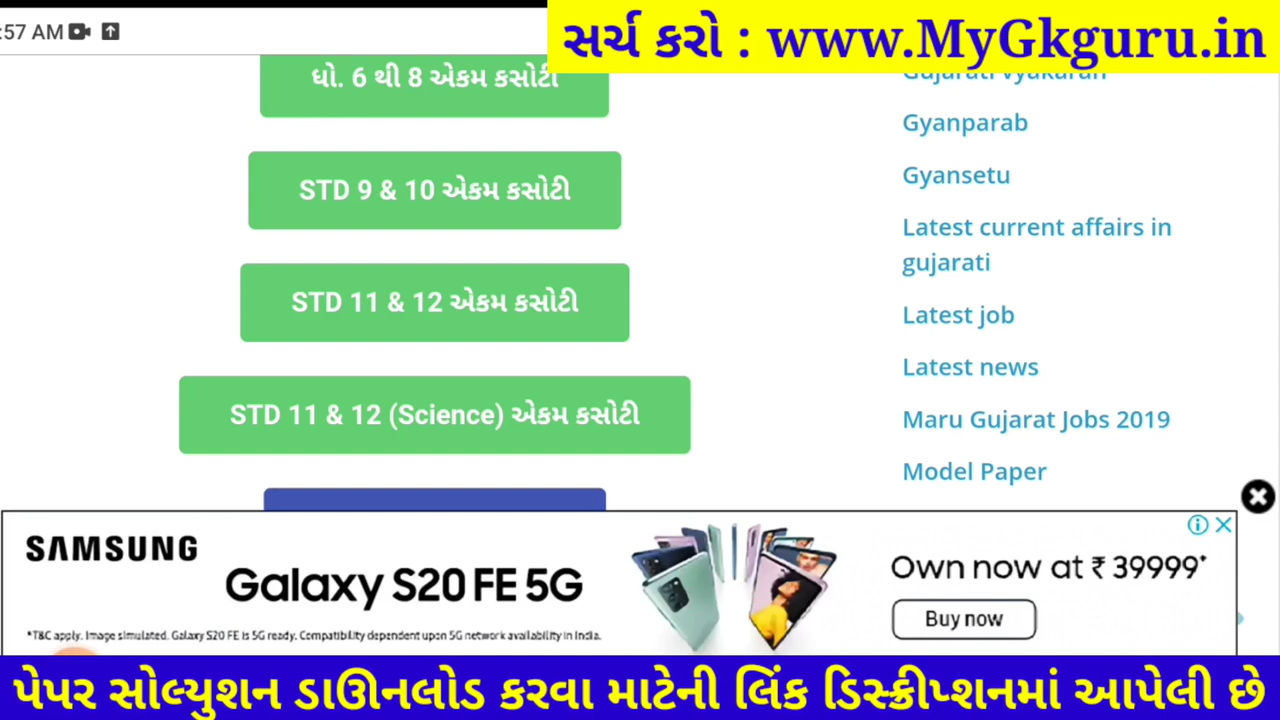 :57 AM
સર્ચ કરો : www.MyGkguru.in
ધો. 6 થી 8 એકમ કસોટી
STD 9 & 10 એકમ કસોટી
STD 11 & 12 એકમ કસોટી
STD 11 & 12 (Science) એકમ કસોટી
Gujarati vyakaran
Gyanparab
Gyansetu
Latest current affairs in
gujarati
Latest job
Latest news
Maru Gujarat Jobs 2019
Model Paper
SAMSUNG
Galaxy S20 FE 5G
*T&C apply. Image simulated. Galaxy S20 FE is 5G ready. Compatibility dependent upon 5G network availability in India.
Own now at ₹ 39999*
Buy now
પેપર સોલ્યુશન ડાઊનલોડ કરવા માટેની લિંક ડિસ્ક્રીપ્શનમાં આપેલી છે